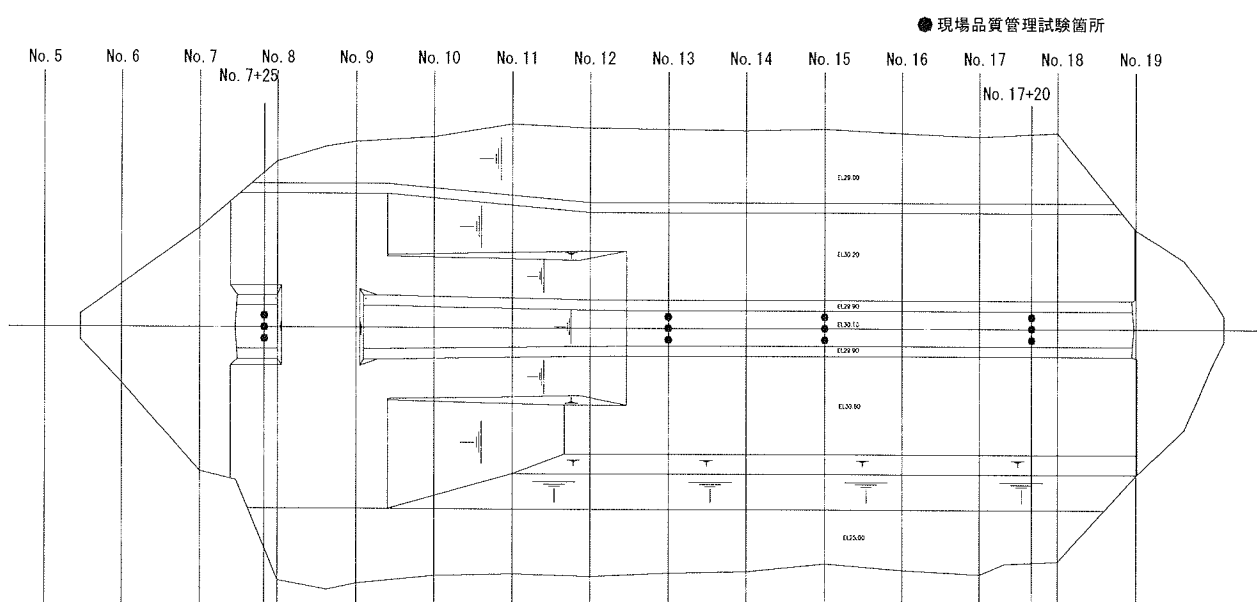 ● 現場品質管理試験箇所
No. 5 No. 6 No. 7 No. 8 No. 9 No. 10 No. 11 No. 12 No. 13 No. 14 No. 15 No. 16 No. 17 No. 18 No. 19
No. 7+25
No. 17+20
EL29.00
EL30.20
EL29.90
EL30.10
EL29.90
EL25.00